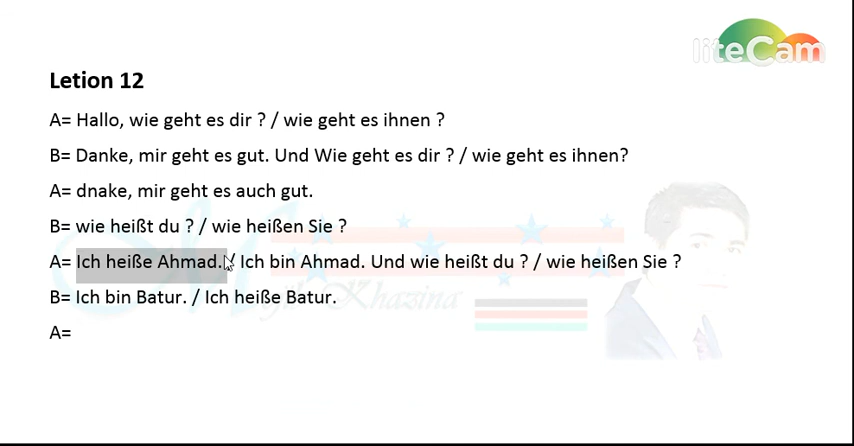 liteCam
Letion 12
A= Hallo, wie geht es dir ? / wie geht es ihnen ?
B= Danke, mir geht es gut. Und Wie geht es dir ? / wie geht es ihnen?
A= dnake, mir geht es auch gut.
B= wie heißt du ? / wie heißen Sie ?
A= Ich heiße Ahmad. / Ich bin Ahmad. Und wie heißt du ? / wie heißen Sie ?
B= Ich bin Batur. / Ich heiße Batur.
Khazina
A=